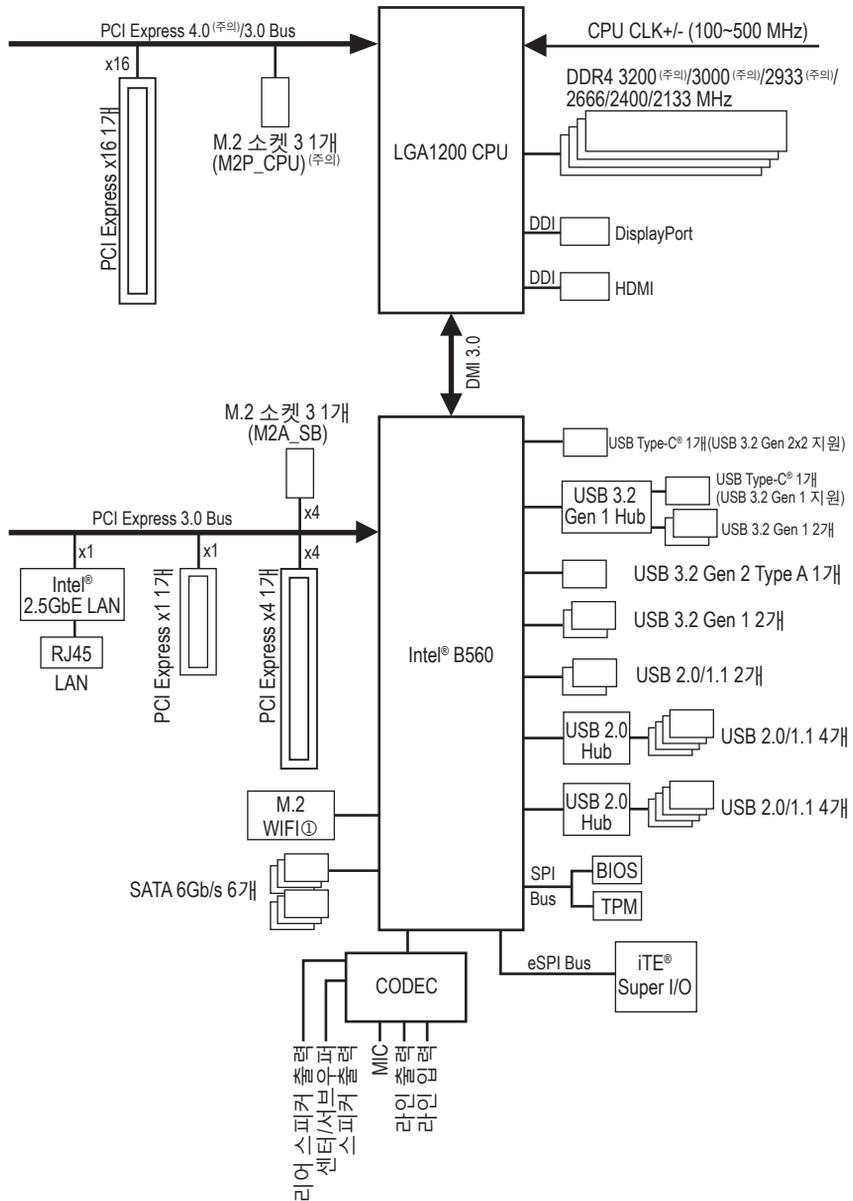 PCI Express 4.0 (주의)/3.0 Bus
CPU CLK+/- (100~500 MHz)
x16
PCI Express x16 1개
M.2 소켓 3 1개
(M2P_CPU) (주의)
LGA1200 CPU
DDR4 3200 (주의)/3000 (주의)/2933 (주의)/
2666/2400/2133 MHz
DDI
DisplayPort
DDI
HDMI
DMI 3.0
M.2 소켓 3 1개
(M2A_SB)
x4
PCI Express 3.0 Bus
x1
x1
x4
Intel®
2.5GbE LAN
RJ45
LAN
PCI Express x1 1개
PCI Express x4 1개
Intel® B560
USB Type-C® 1개(USB 3.2 Gen 2x2 지원)
USB 3.2
Gen 1 Hub
USB Type-C® 1개
(USB 3.2 Gen 1 지원)
USB 3.2 Gen 1 2개
USB 3.2 Gen 2 Type A 1개
USB 3.2 Gen 1 2개
USB 2.0/1.1 2개
USB 2.0
Hub
USB 2.0/1.1 4개
USB 2.0
Hub
USB 2.0/1.1 4개
M.2
WIFI①
SATA 6Gb/s 6개
SPI
Bus
BIOS
TPM
eSPI Bus
iTE®
Super I/O
CODEC
리어 스피커 출력
센터/서브우퍼
스피커 출력
MIC
라인 출력
라인 입력